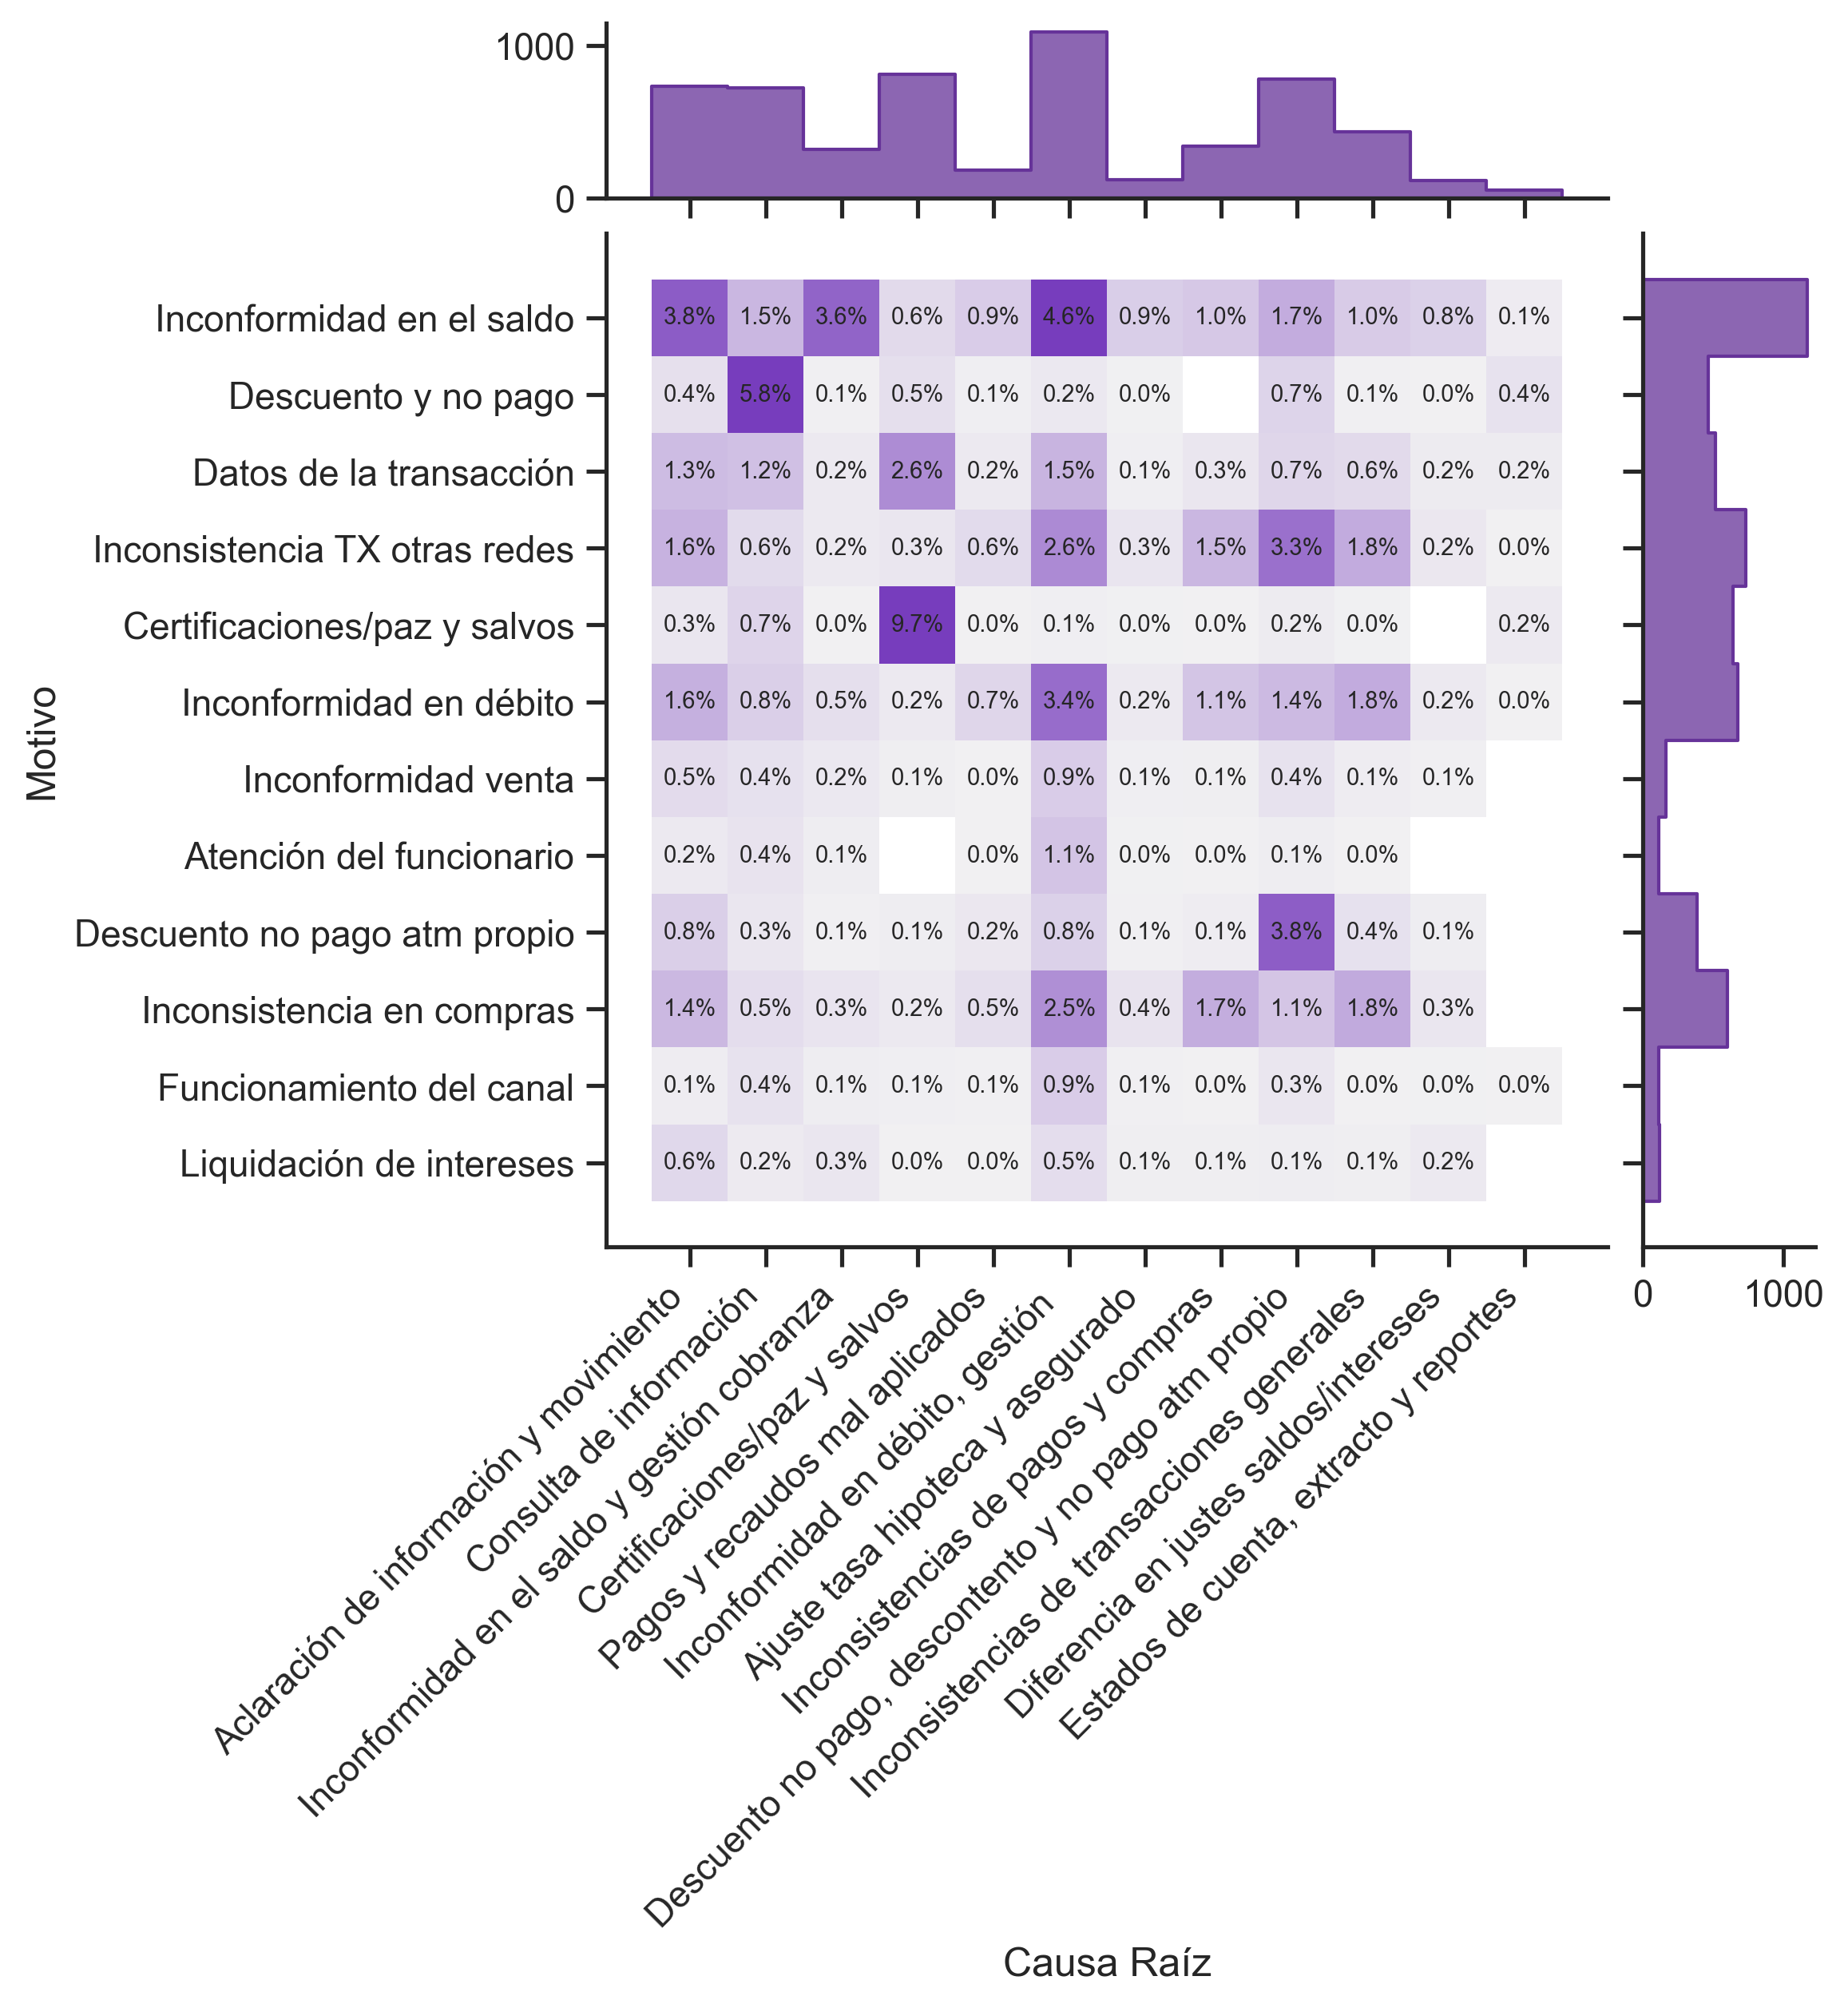 1000
0
Inconformidad en el saldo 3.8% 1.5% 3.6% 0.6% 0.9% 4.6% 0.9% 1.0% 1.7% 1.0% 0.8% 0.1%
Descuento y no pago 0.4% 5.8% 0.1% 0.5% 0.1% 0.2% 0.0% 0.7% 0.1% 0.0% 0.4%
Datos de la transacción 1.3% 1.2% 0.2% 2.6% 0.2% 1.5% 0.1% 0.3% 0.7% 0.6% 0.2% 0.2%
Inconsistencia TX otras redes 1.6% 0.6% 0.2% 0.3% 0.6% 2.6% 0.3% 1.5% 3.3% 1.8% 0.2% 0.0%
Certificaciones/paz y salvos 0.3% 0.7% 0.0% 9.7% 0.0% 0.1% 0.0% 0.0% 0.2% 0.0% 0.2%
Inconformidad en débito 1.6% 0.8% 0.5% 0.2% 0.7% 3.4% 0.2% 1.1% 1.4% 1.8% 0.2% 0.0%
Inconformidad venta 0.5% 0.4% 0.2% 0.1% 0.0% 0.9% 0.1% 0.1% 0.4% 0.1% 0.1%
Atención del funcionario 0.2% 0.4% 0.1% 0.0% 1.1% 0.0% 0.0% 0.1% 0.0%
Descuento no pago atm propio 0.8% 0.3% 0.1% 0.1% 0.2% 0.8% 0.1% 0.1% 3.8% 0.4% 0.1%
Inconsistencia en compras 1.4% 0.5% 0.3% 0.2% 0.5% 2.5% 0.4% 1.7% 1.1% 1.8% 0.3%
Funcionamiento del canal 0.1% 0.4% 0.1% 0.1% 0.1% 0.9% 0.1% 0.0% 0.3% 0.0% 0.0% 0.0%
Liquidación de intereses 0.6% 0.2% 0.3% 0.0% 0.0% 0.5% 0.1% 0.1% 0.1% 0.1% 0.2%
Motivo
0 1000
Aclaración de información y movimiento
Consulta de información
Inconformidad en el saldo y gestión cobranza
Certificaciones/paz y salvos
Pagos y recaudos mal aplicados
Inconformidad en débito, gestión
Ajuste tasa hipoteca y asegurado
Inconsistencias de pagos y compras
Descuento no pago, descontento y no pago atm propio
Inconsistencias de transacciones generales
Diferencia en justes saldos/intereses
Estados de cuenta, extracto y reportes
Causa Raíz